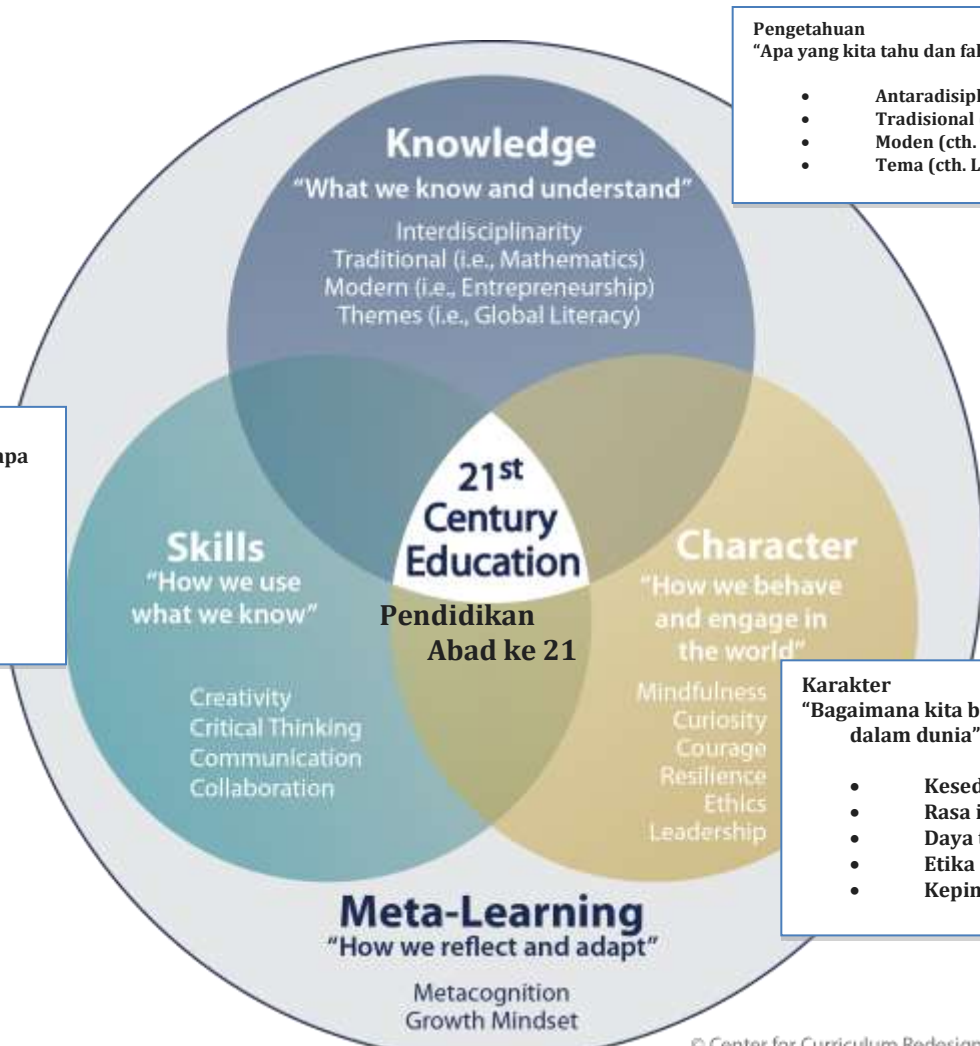 Pengetahuan
“Apa yang kita tahu dan
• Antaradisipl
• Tradisional
• Moden (cth.
• Tema (cth.
Knowledge
“What we know and understand”
Interdisciplinarity
Traditional (i.e., Mathematics)
Modern (i.e., Entrepreneurship)
Themes (i.e., Global Literacy)
21st
Century
Education
Pendidikan
Abad ke 21
Skills
“How we use
what we know”
Creativity
Critical Thinking
Communication
Collaboration
Character
“How we behave
and engage in
the world”
Mindfulness
Curiosity
Courage
Resilience
Ethics
Leadership
Karakter
“Bagaimana kita
dalam dunia”
• Kesed
• Rasa
• Daya
• Etika
• Kepin
Meta-Learning
“How we reflect and adapt”
Metacognition
Growth Mindset
© Center for Curriculum Redesign